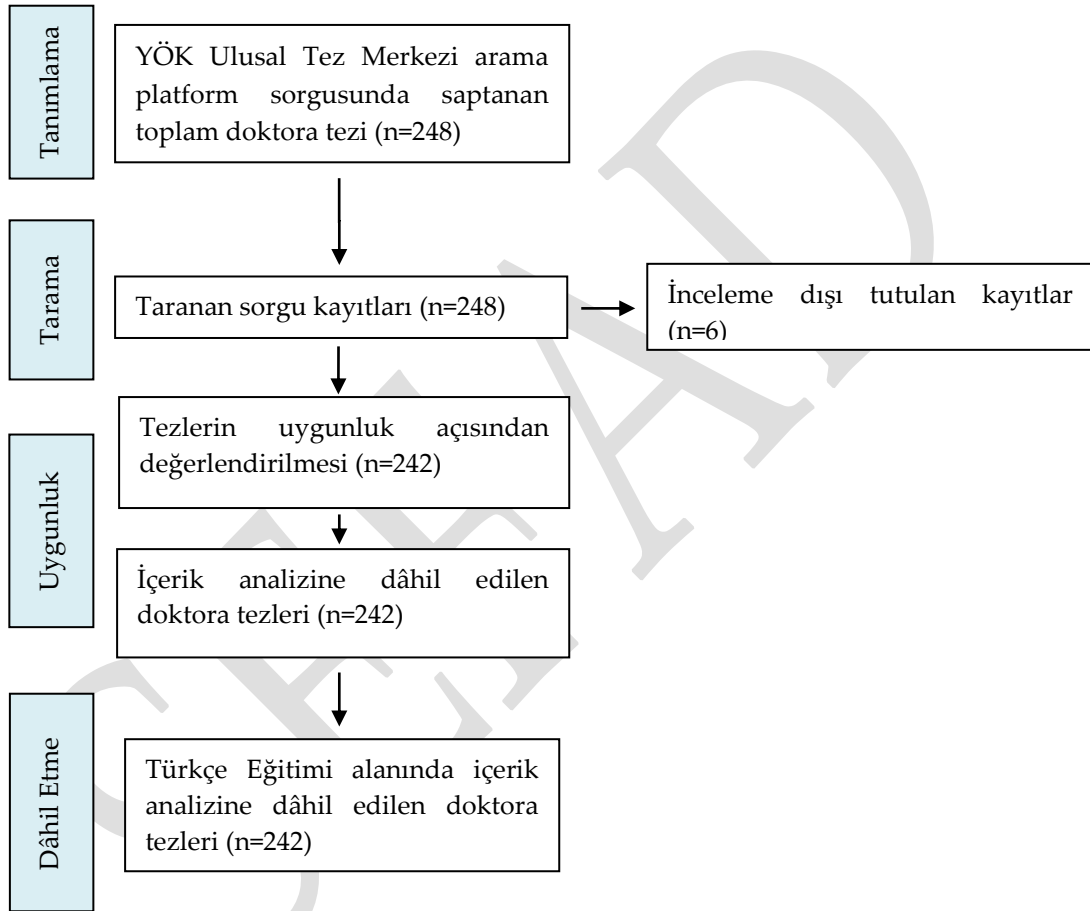 Tanımlama
YÖK Ulusal Tez Merkezi arama
platform sorgusunda saptanan
toplam doktora tezi (n=248)
Tarama
Taranan sorgu kayıtları (n=248)
İnceleme dışı tutulan kayıtlar
(n=6)
Uygunluk
Tezlerin uygunluk açısından
değerlendirilmesi (n=242)
İçerik analizine dâhil edilen
doktora tezleri (n=242)
Dâhil Etme
Türkçe Eğitimi alanında içerik
analizine dâhil edilen doktora
tezleri (n=242)
CEFAD